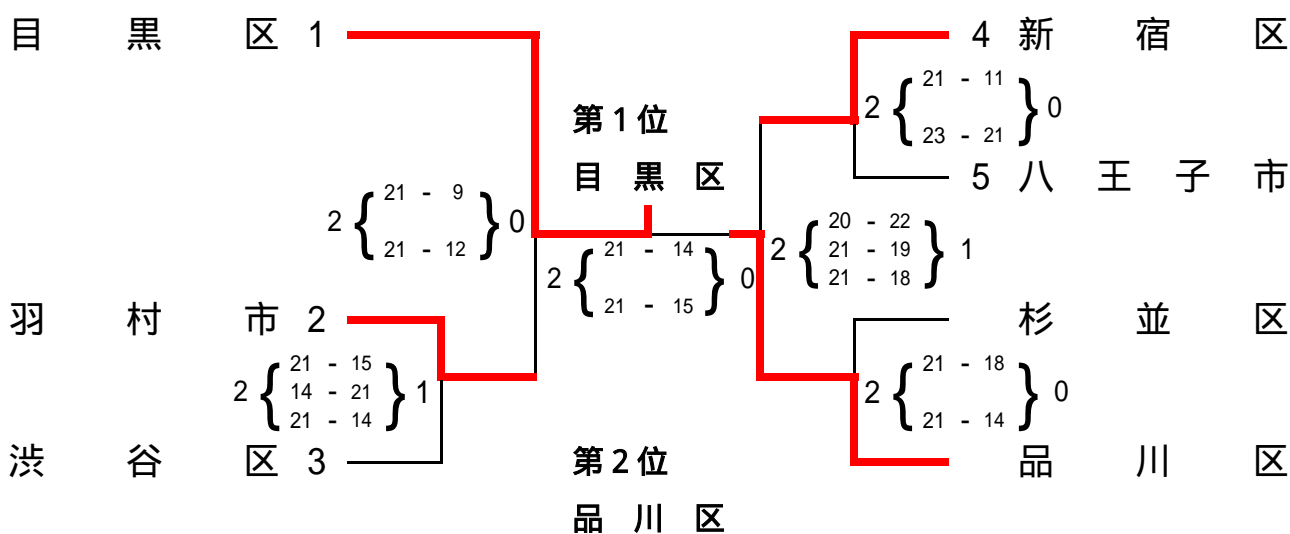 目黒区 1
4 新宿区
2 { 21 - 11
23 - 21 } 0
第1位
目黒区
5 八王子市
2 { 21 - 9
21 - 12 } 0
2 { 20 - 22
21 - 19
21 - 18 } 1
2 { 21 - 14
21 - 15 } 0
羽村市 2
杉並区
2 { 21 - 15
14 - 21
21 - 14 } 1
2 { 21 - 18
21 - 14 } 0
渋谷区 3
第2位
品川区
品川区